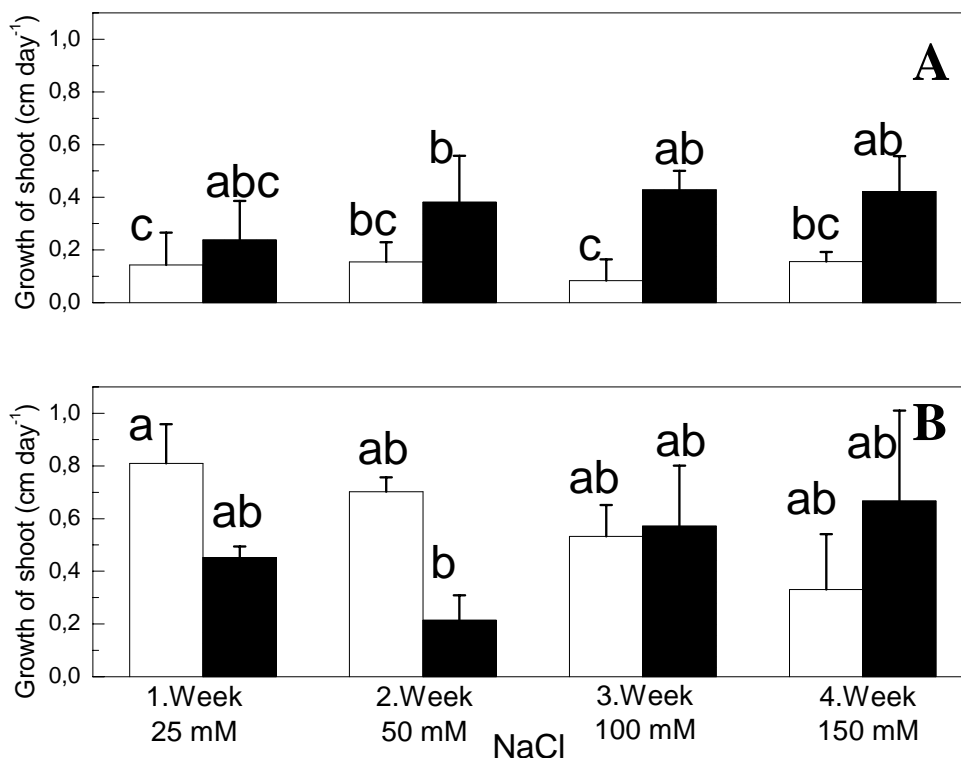 A
Growth of shoot (cm day-1)
1,0
0,8
0,6
0,4
0,2
0,0
c
abc
bc
b
c
ab
bc
ab
B
Growth of shoot (cm day-1)
1,0
0,8
0,6
0,4
0,2
0,0
a
ab
ab
b
ab
ab
ab
ab
1.Week
25 mM
2.Week
50 mM
3.Week
100 mM
4.Week
150 mM
NaCl